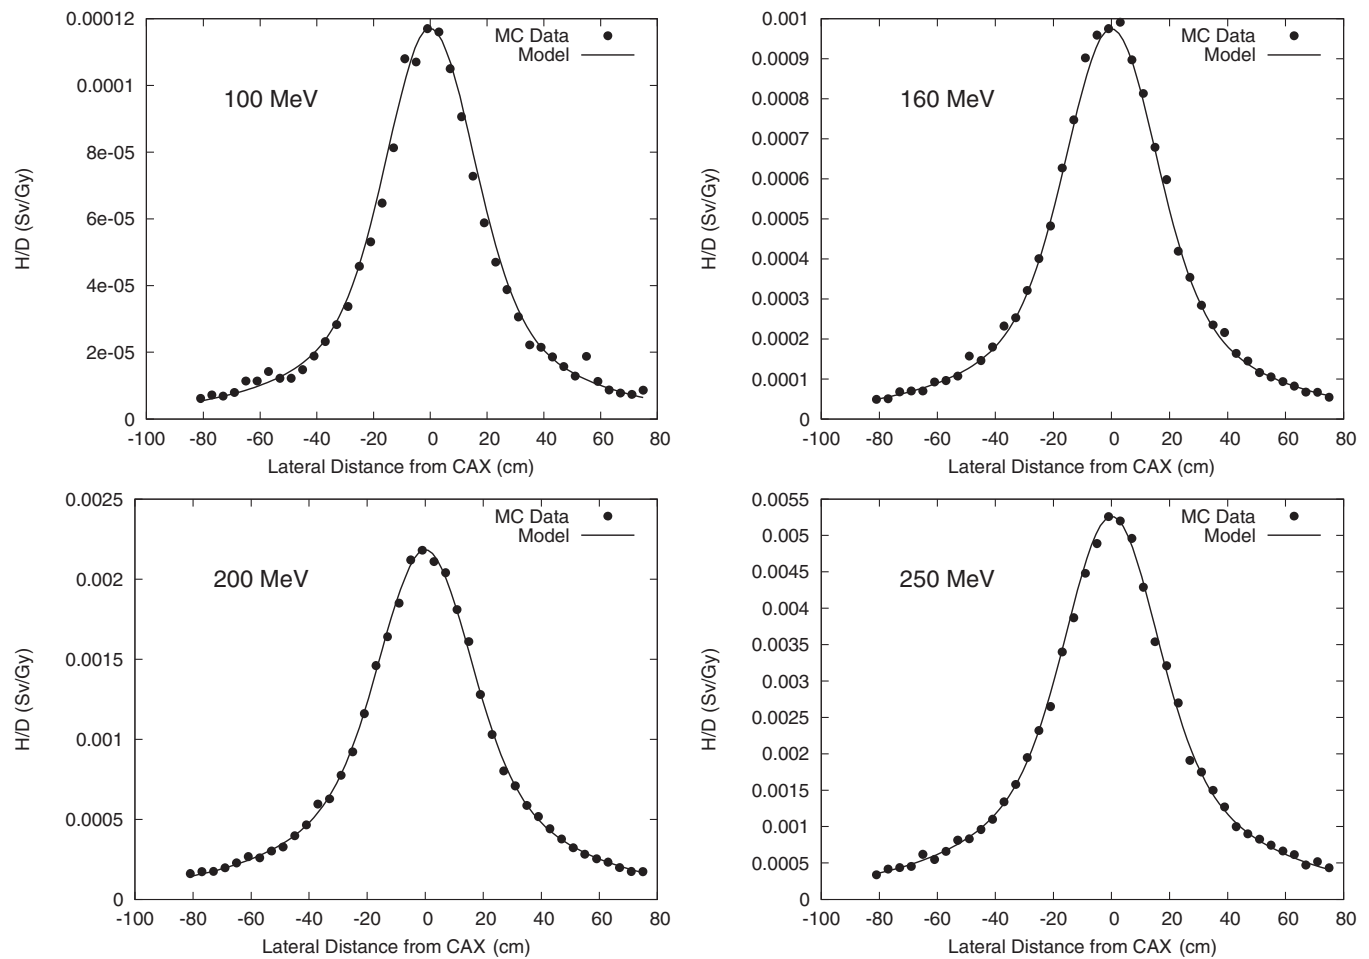 0.00012
0.0001
8e-05
6e-05
4e-05
2e-05
0
-100 -80 -60 -40 -20 0 20 40 60 80
H/D (Sv/Gy)
Lateral Distance from CAX (cm)
100 MeV
MC Data
Model
0.001
0.0009
0.0008
0.0007
0.0006
0.0005
0.0004
0.0003
0.0002
0.0001
0
-100 -80 -60 -40 -20 0 20 40 60 80
H/D (Sv/Gy)
Lateral Distance from CAX (cm)
160 MeV
MC Data
Model
0.0025
0.002
0.0015
0.001
0.0005
0
-100 -80 -60 -40 -20 0 20 40 60 80
H/D (Sv/Gy)
Lateral Distance from CAX (cm)
200 MeV
MC Data
Model
0.0055
0.005
0.0045
0.004
0.0035
0.003
0.0025
0.002
0.0015
0.001
0.0005
0
-100 -80 -60 -40 -20 0 20 40 60 80
H/D (Sv/Gy)
Lateral Distance from CAX (cm)
250 MeV
MC Data
Model